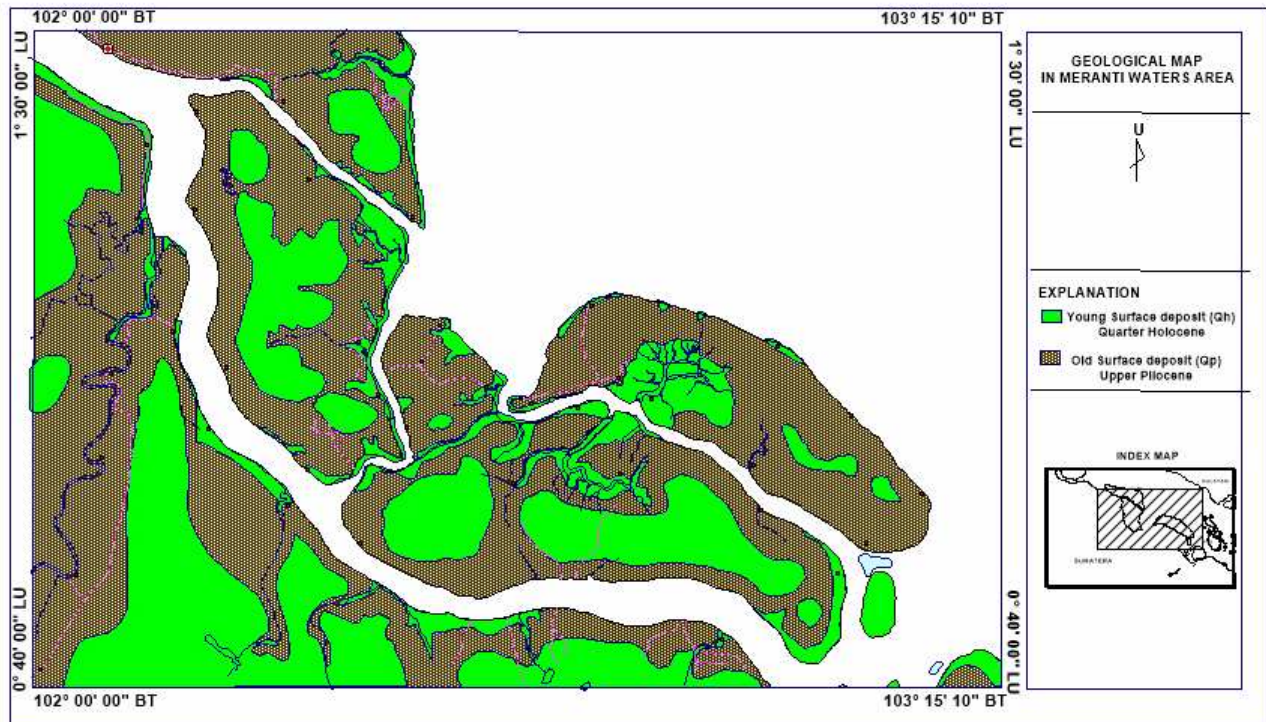 102° 00' 00" BT
103° 15' 10" BT
1° 30' 00" LU
1° 30' 00" LU
GEOLOGICAL MAP
IN MERANTI WATERS AREA
U
EXPLANATION
Young Surface deposit (Qh)
Quarter Holocene
Old Surface deposit (Qp)
Upper Pliocene
INDEX MAP
SUMATERA
0° 40' 00" LU
0° 40' 00" LU
102° 00' 00" BT
103° 15' 10" BT